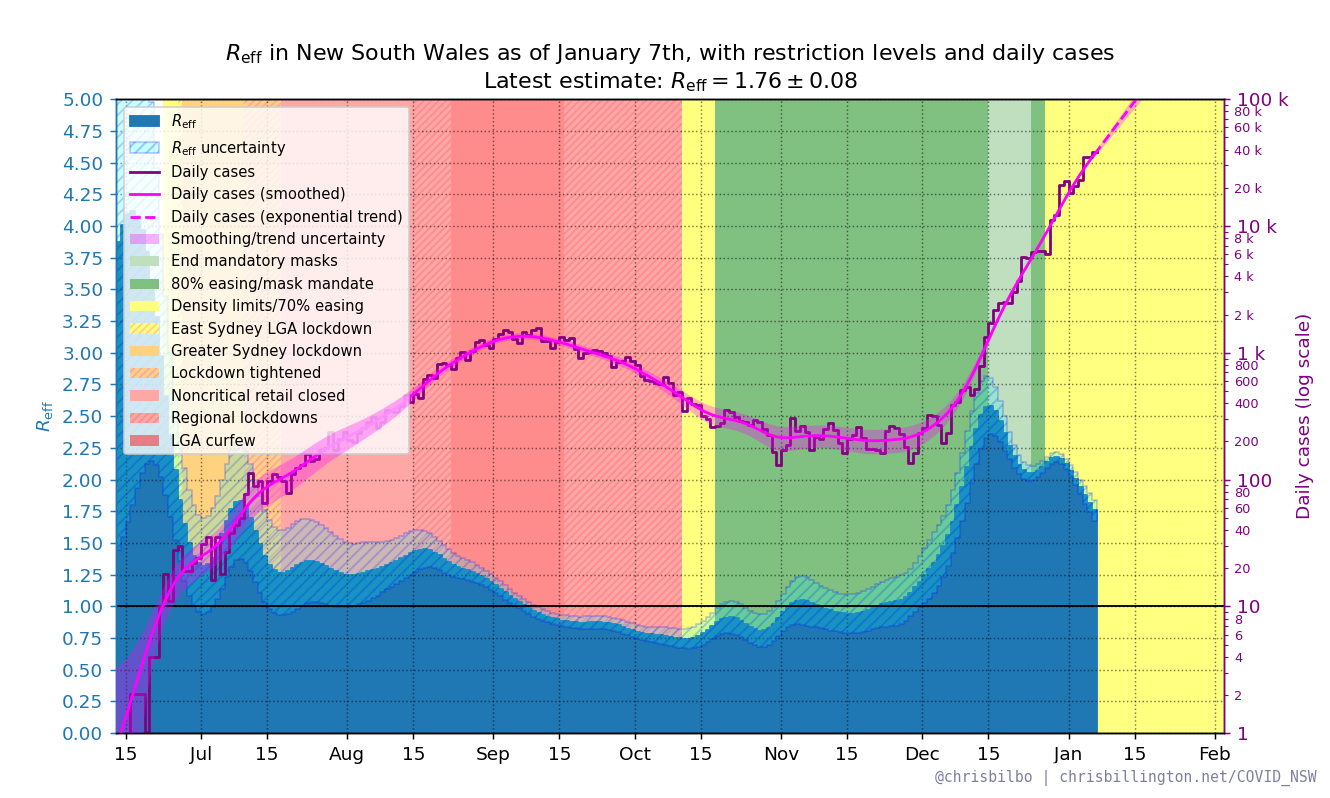 R_eff in New South Wales as of January 7th, with restriction levels and daily cases
Latest estimate: R_eff = 1.76 ± 0.08
R_eff
R_eff uncertainty
Daily cases
Daily cases (smoothed)
Daily cases (exponential trend)
Smoothing/trend uncertainty
End mandatory masks
80% easing/mask mandate
Density limits/70% easing
East Sydney LGA lockdown
Greater Sydney lockdown
Lockdown tightened
Noncritical retail closed
Regional lockdowns
LGA curfew
R_eff
5.00
4.75
4.50
4.25
4.00
3.75
3.50
3.25
3.00
2.75
2.50
2.25
2.00
1.75
1.50
1.25
1.00
0.75
0.50
0.25
0.00
100 k
80 k
60 k
40 k
20 k
10 k
8 k
6 k
4 k
2 k
1 k
800
600
400
200
100
80
60
40
20
10
8
6
4
2
1
Daily cases (log scale)
15 Jul 15 Aug 15 Sep 15 Oct 15 Nov 15 Dec 15 Jan 15 Feb
@chrisbilbo | chrisbillington.net/COVID_NSW